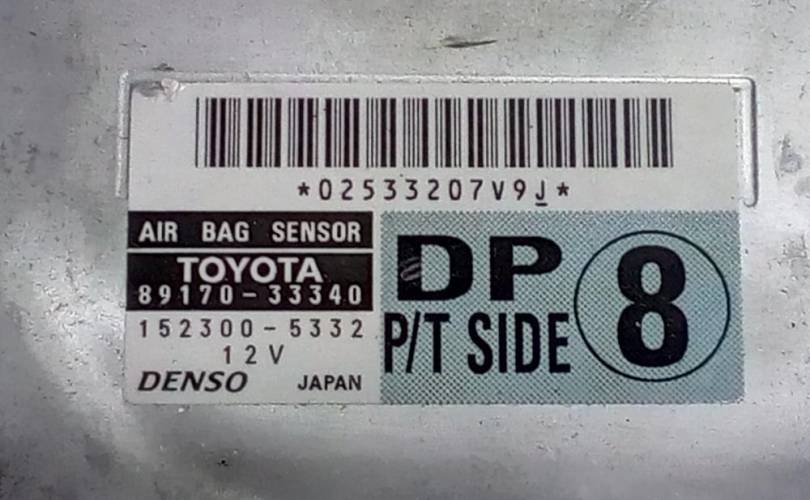 *02533207V9J*
AIR BAG SENSOR
TOYOTA
89170-33340
152300-5332
12V
DENSO JAPAN
DP
P/T SIDE
8